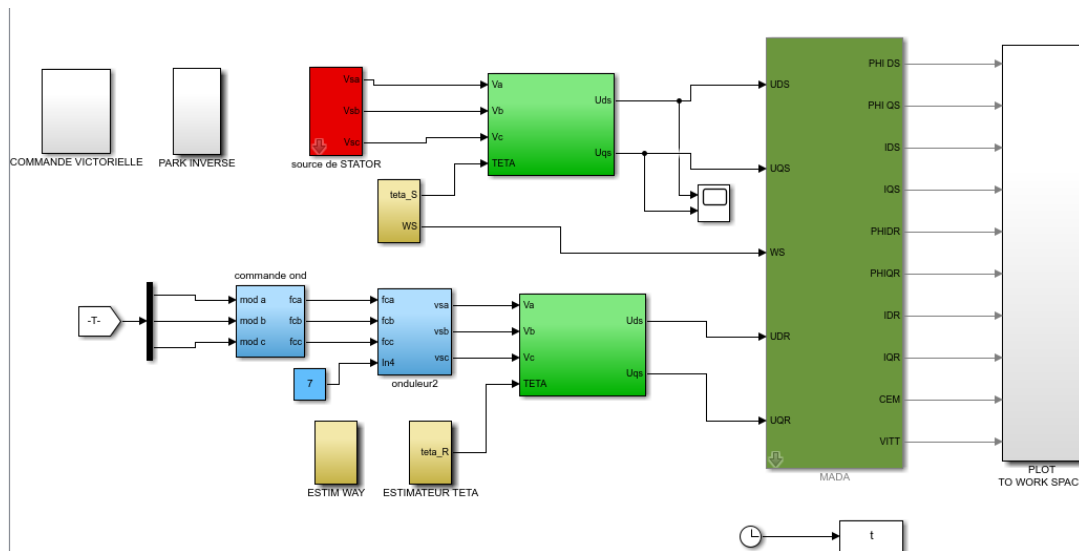 COMMANDE VICTORIELLE
PARK INVERSE
Vsa
Vsb
Vsc
source de STATOR
Va
Vb
Vc
TETA
Uds
Uqs
teta_S
WS
UDS
UQS
WS
UDR
UQR
PHI DS
PHI QS
IDS
IQS
PHIDR
PHIQR
IDR
IQR
CEM
VITT
MADA
PLOT
TO WORK SPAC
-T-
commande ond
mod a
mod b
mod c
fca
fcb
fcc
7
fca
fcb
fcc
In4
vsa
vsb
vsc
onduleur2
Va
Vb
Vc
TETA
Uds
Uqs
ESTIM WAY
teta_R
ESTIMATEUR TETA
t